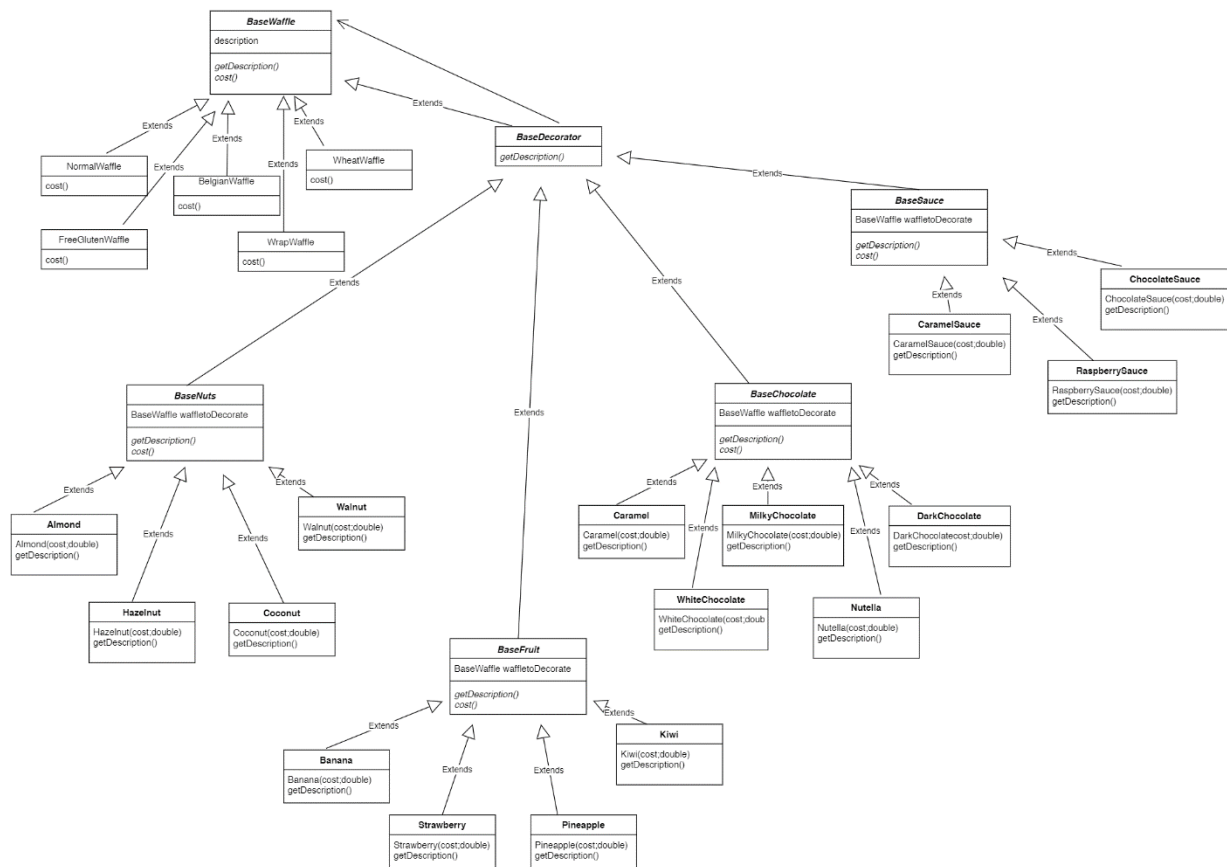 BaseWaffle
description
getDescription()
cost()
Extends
Extends
Extends
Extends
Extends
Extends
NormalWaffle
cost()
BelgianWaffle
cost()
WheatWaffle
cost()
FreeGlutenWaffle
cost()
WrapWaffle
cost()
BaseDecorator
getDescription()
Extends
Extends
Extends
Extends
BaseSauce
BaseWaffle waffletoDecorate
getDescription()
cost()
Extends
Extends
Extends
ChocolateSauce
ChocolateSauce(cost;double)
getDescription()
CaramelSauce
CaramelSauce(cost;double)
getDescription()
RaspberrySauce
RaspberrySauce(cost;double)
getDescription()
BaseNuts
BaseWaffle waffletoDecorate
getDescription()
cost()
Extends
Extends
Extends
Extends
Almond
Almond(cost;double)
getDescription()
Walnut
Walnut(cost;double)
getDescription()
Hazelnut
Hazelnut(cost;double)
getDescription()
Coconut
Coconut(cost;double)
getDescription()
BaseChocolate
BaseWaffle waffletoDecorate
getDescription()
cost()
Extends
Extends
Extends
Extends
Extends
Caramel
Caramel(cost;double)
getDescription()
MilkyChocolate
MilkyChocolate(cost;double)
getDescription()
DarkChocolate
DarkChocolatecost;double)
getDescription()
WhiteChocolate
WhiteChocolate(cost;doub
getDescription()
Nutella
Nutella(cost;double)
getDescription()
BaseFruit
BaseWaffle waffletoDecorate
getDescription()
cost()
Extends
Extends
Extends
Extends
Banana
Banana(cost;double)
getDescription()
Kiwi
Kiwi(cost;double)
getDescription()
Strawberry
Strawberry(cost;double)
getDescription()
Pineapple
Pineapple(cost;double)
getDescription()